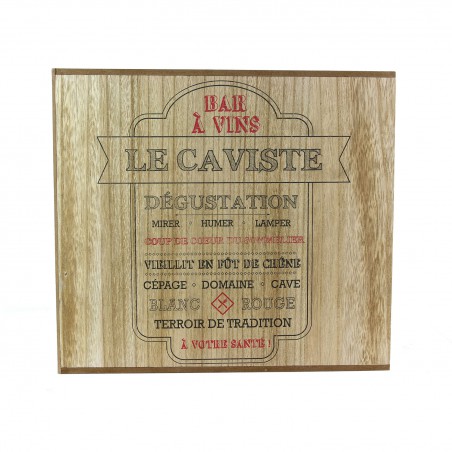 BAR
À VINS
LE CAVISTE
DÉGUSTATION
MIRER · HUMER · LAMPER
COUP DE COEUR DU SOMMELIER
VIEILLIT EN FÛT DE CHÊNE
CÉPAGE · DOMAINE · CAVE
BLANC ROUGE
TERROIR DE TRADITION
À VOTRE SANTÉ !